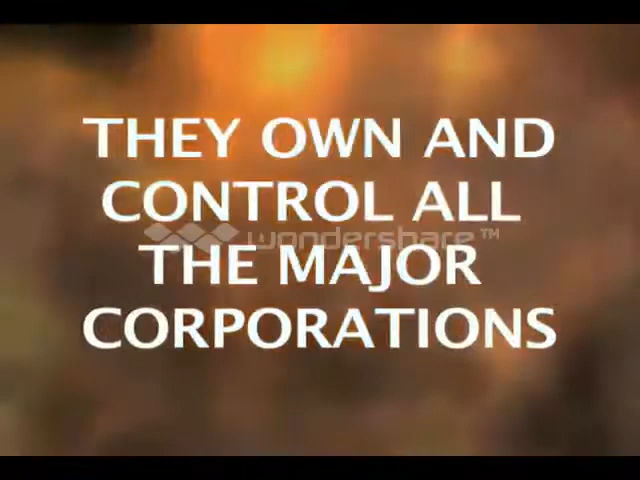 THEY OWN AND
CONTROL ALL
wondershare™
THE MAJOR
CORPORATIONS